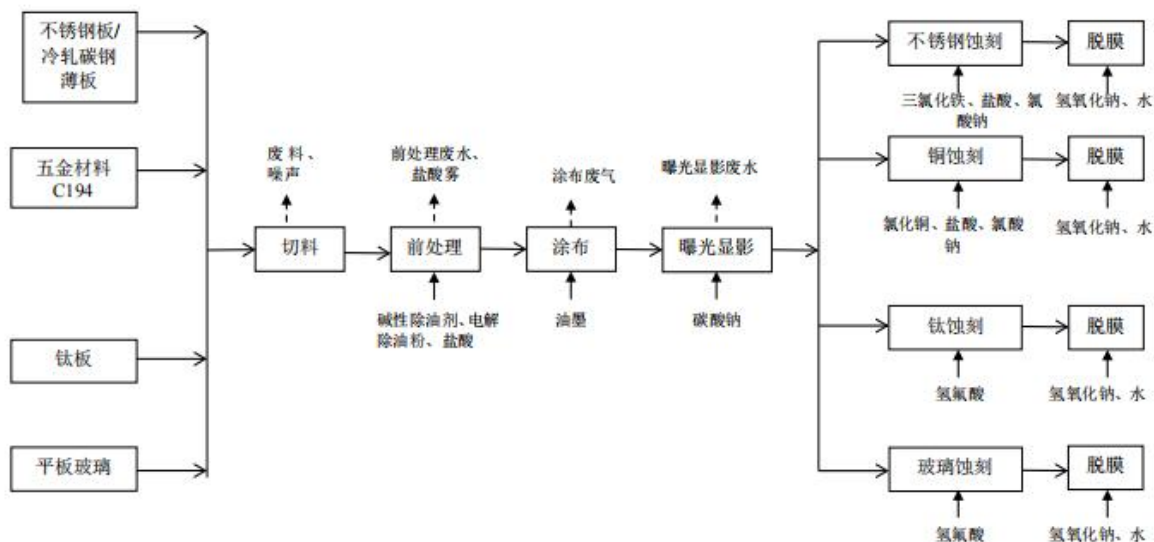 不锈钢板/
冷轧碳钢
薄板
五金材料
C194
钛板
平板玻璃
废料、
噪声
切料
前处理废水、
盐酸雾
前处理
碱性除油剂、电解
除油粉、盐酸
涂布废气
涂布
油墨
曝光显影废水
曝光显影
碳酸钠
不锈钢蚀刻
脱膜
三氯化铁、盐酸、氯
酸钠
氢氧化钠、水
铜蚀刻
脱膜
氯化铜、盐酸、氯酸
钠
氢氧化钠、水
钛蚀刻
脱膜
氢氟酸
氢氧化钠、水
玻璃蚀刻
脱膜
氢氟酸
氢氧化钠、水